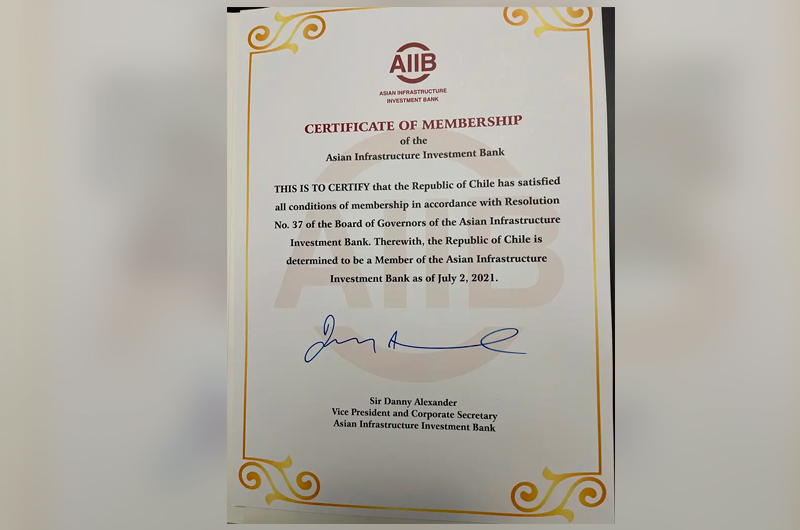 AIIB
ASIAN INFRASTRUCTURE
INVESTMENT BANK
CERTIFICATE OF MEMBERSHIP
of the
Asian Infrastructure Investment Bank
THIS IS TO CERTIFY that the Republic of Chile has satisfied
all conditions of membership in accordance with Resolution
No. 37 of the Board of Governors of the Asian Infrastructure
Investment Bank. Therewith, the Republic of Chile is
determined to be a Member of the Asian Infrastructure
Investment Bank as of July 2, 2021.
Sir Danny Alexander
Vice President and Corporate Secretary
Asian Infrastructure Investment Bank